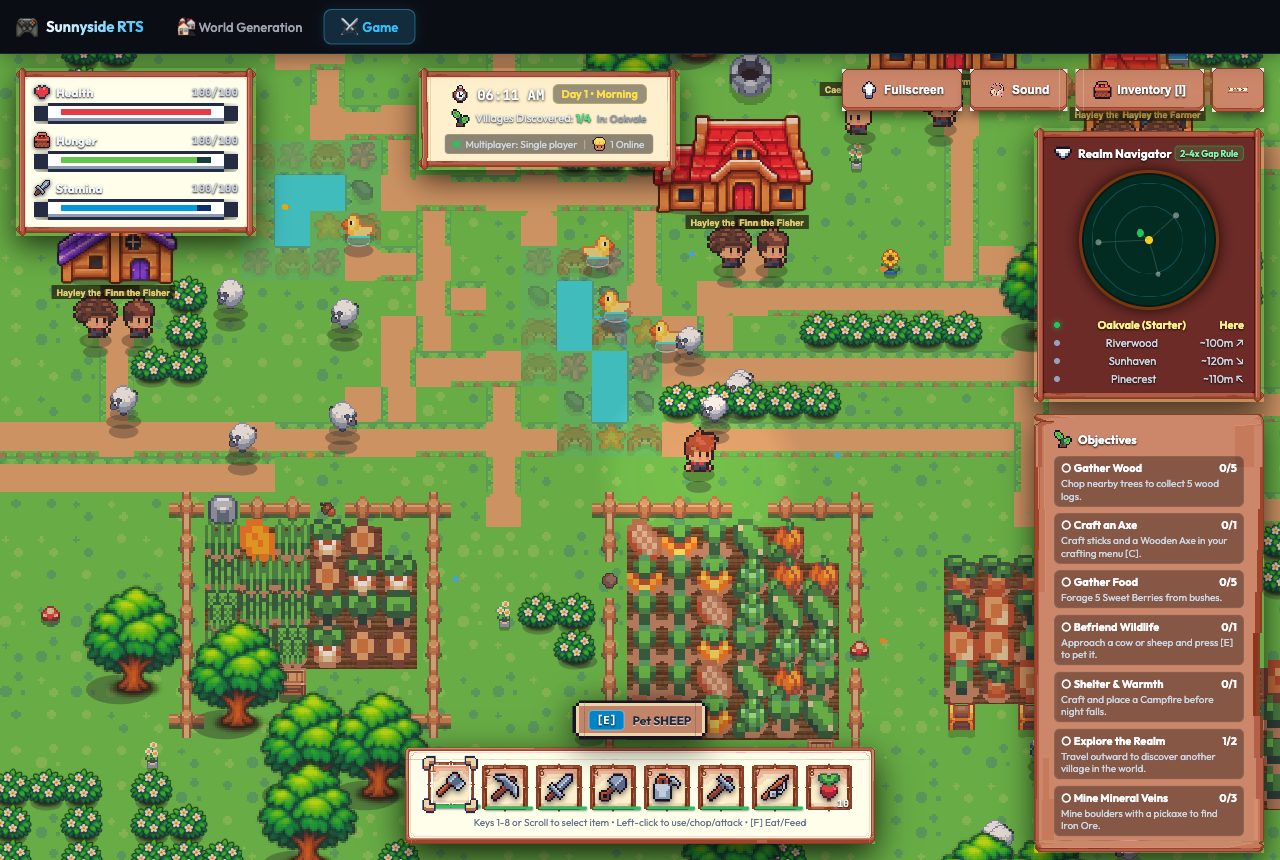 Sunnyside RTS
World Generation
Game
Health 100/100
Hunger 100/100
Stamina 100/100
06:11 AM
Day 1 • Morning
Villages Discovered: 1/4 In: Oakvale
Multiplayer: Single player | 1 Online
Fullscreen
Sound
Inventory [I]
Cae
Hayley the Hayley the Farmer
Realm Navigator
2-4x Gap Rule
Oakvale (Starter) Here
Riverwood ~100m ↗
Sunhaven ~120m ↘
Pinecrest ~110m ↖
Hayley the Finn the Fisher
Hayley the Finn the Fisher
Objectives
Gather Wood 0/5
Chop nearby trees to collect 5 wood
logs.
Craft an Axe 0/1
Craft sticks and a Wooden Axe in your
crafting menu [C].
Gather Food 0/5
Forage 5 Sweet Berries from bushes.
Befriend Wildlife 0/1
Approach a cow or sheep and press [E]
to pet it.
Shelter & Warmth 0/1
Craft and place a Campfire before
night falls.
Explore the Realm 1/2
Travel outward to discover another
village in the world.
Mine Mineral Veins 0/3
Mine boulders with a pickaxe to find
Iron Ore.
[E] Pet SHEEP
10
Keys 1-8 or Scroll to select item • Left-click to use/chop/attack • [F] Eat/Feed